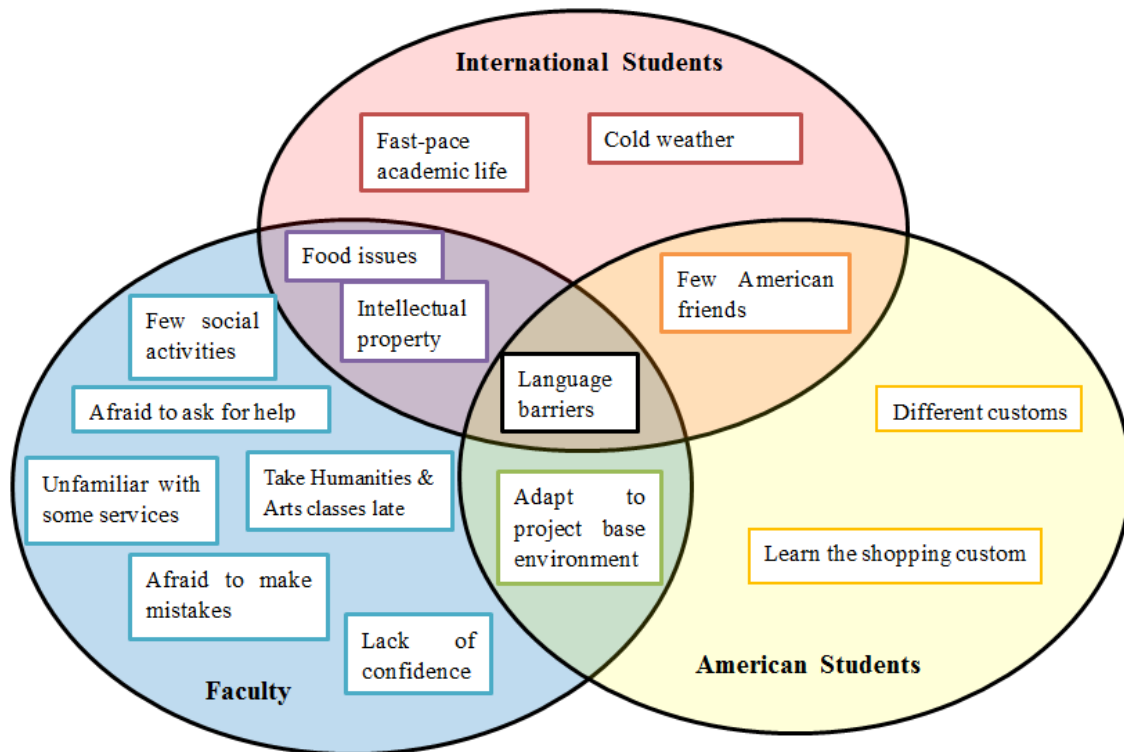 International Students
Fast-pace
academic life
Cold weather
Food issues
Intellectual
property
Few American
friends
Few social
activities
Afraid to ask for help
Language
barriers
Different customs
Unfamiliar with
some services
Take Humanities &
Arts classes late
Adapt to
project base
environment
Learn the shopping custom
Afraid to make
mistakes
Lack of
confidence
Faculty
American Students